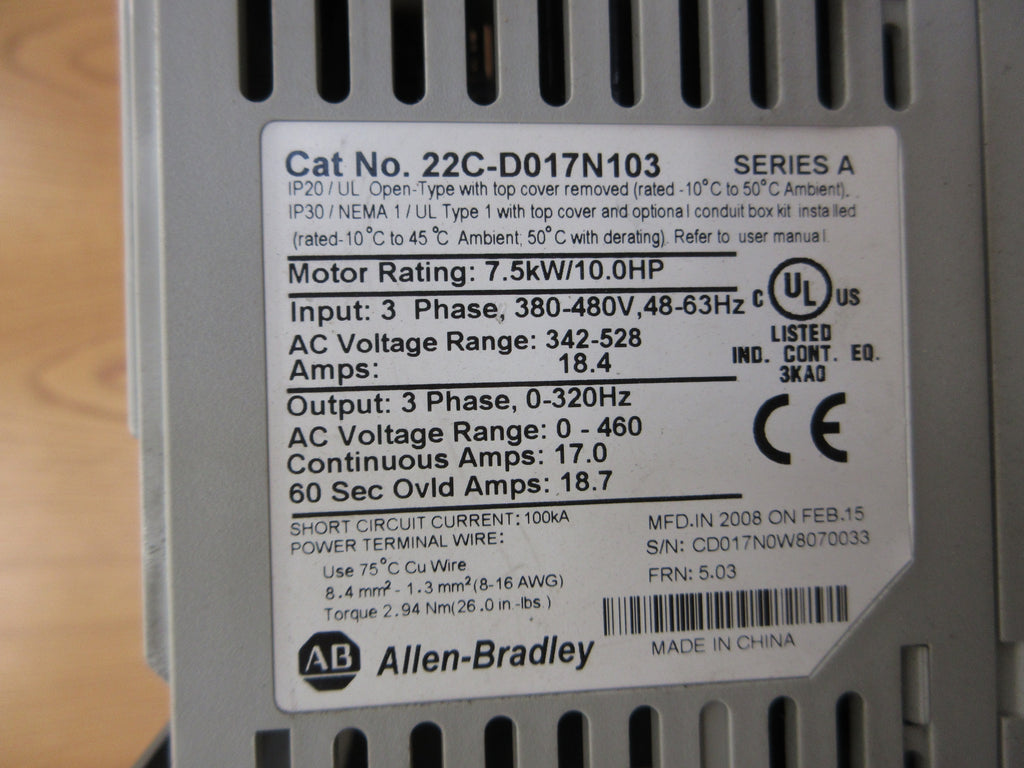 Cat No. 22C-D017N103 SERIES A
IP20 / UL Open-Type with top cover removed (rated -10°C to 50°C Ambient).
IP30 / NEMA 1 / UL Type 1 with top cover and optional conduit box kit installed
(rated-10°C to 45°C Ambient, 50°C with derating). Refer to user manual
Motor Rating: 7.5kW/10.0HP
Input: 3 Phase, 380-480V,48-63Hz
AC Voltage Range: 342-528
Amps: 18.4
C UL US
LISTED
IND. CONT. EQ.
3KAO
Output: 3 Phase, 0-320Hz
AC Voltage Range: 0 - 460
Continuous Amps: 17.0
60 Sec Ovld Amps: 18.7
CE
SHORT CIRCUIT CURRENT: 100kA
POWER TERMINAL WIRE:
Use 75°C Cu Wire
8.4 mm² - 1.3 mm² (8-16 AWG)
Torque 2.94 Nm(26.0 in.-lbs.)
MFD.IN 2008 ON FEB.15
S/N: CD017N0W8070033
FRN: 5.03
MADE IN CHINA
AB Allen-Bradley